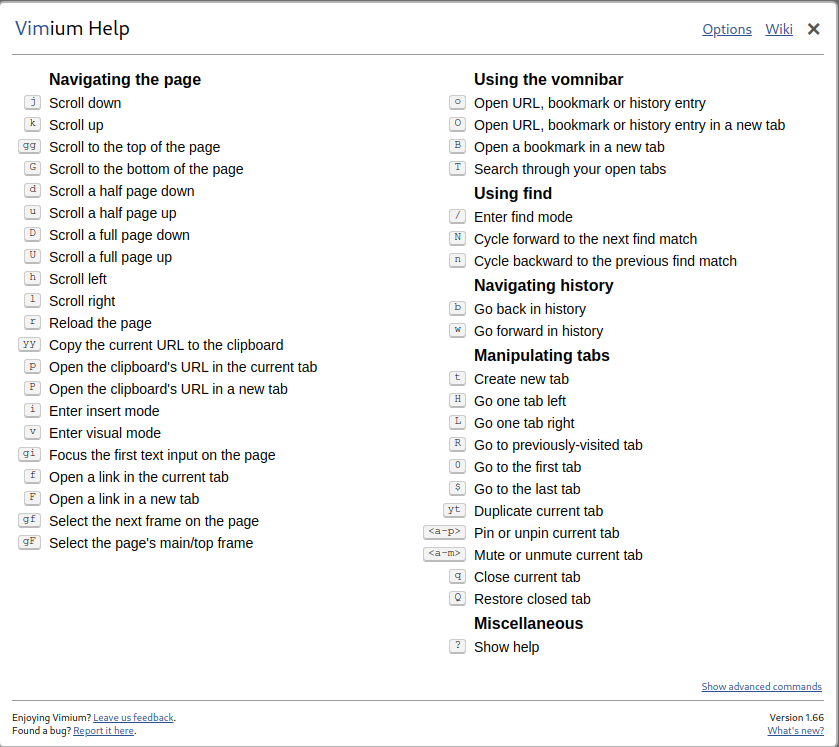 Vimium Help
Options Wiki ✕
Navigating the page
j Scroll down
k Scroll up
gg Scroll to the top of the page
G Scroll to the bottom of the page
d Scroll a half page down
u Scroll a half page up
D Scroll a full page down
U Scroll a full page up
h Scroll left
l Scroll right
r Reload the page
yy Copy the current URL to the clipboard
p Open the clipboard's URL in the current tab
P Open the clipboard's URL in a new tab
i Enter insert mode
v Enter visual mode
gi Focus the first text input on the page
f Open a link in the current tab
F Open a link in a new tab
gf Select the next frame on the page
gF Select the page's main/top frame
Using the vomnibar
o Open URL, bookmark or history entry
O Open URL, bookmark or history entry in a new tab
B Open a bookmark in a new tab
T Search through your open tabs
Using find
/ Enter find mode
N Cycle forward to the next find match
n Cycle backward to the previous find match
Navigating history
b Go back in history
w Go forward in history
Manipulating tabs
t Create new tab
H Go one tab left
L Go one tab right
R Go to previously-visited tab
0 Go to the first tab
$ Go to the last tab
yt Duplicate current tab
<a-p> Pin or unpin current tab
<a-m> Mute or unmute current tab
q Close current tab
Q Restore closed tab
Miscellaneous
? Show help
Show advanced commands
Enjoying Vimium? Leave us feedback.
Found a bug? Report it here.
Version 1.66
What's new?